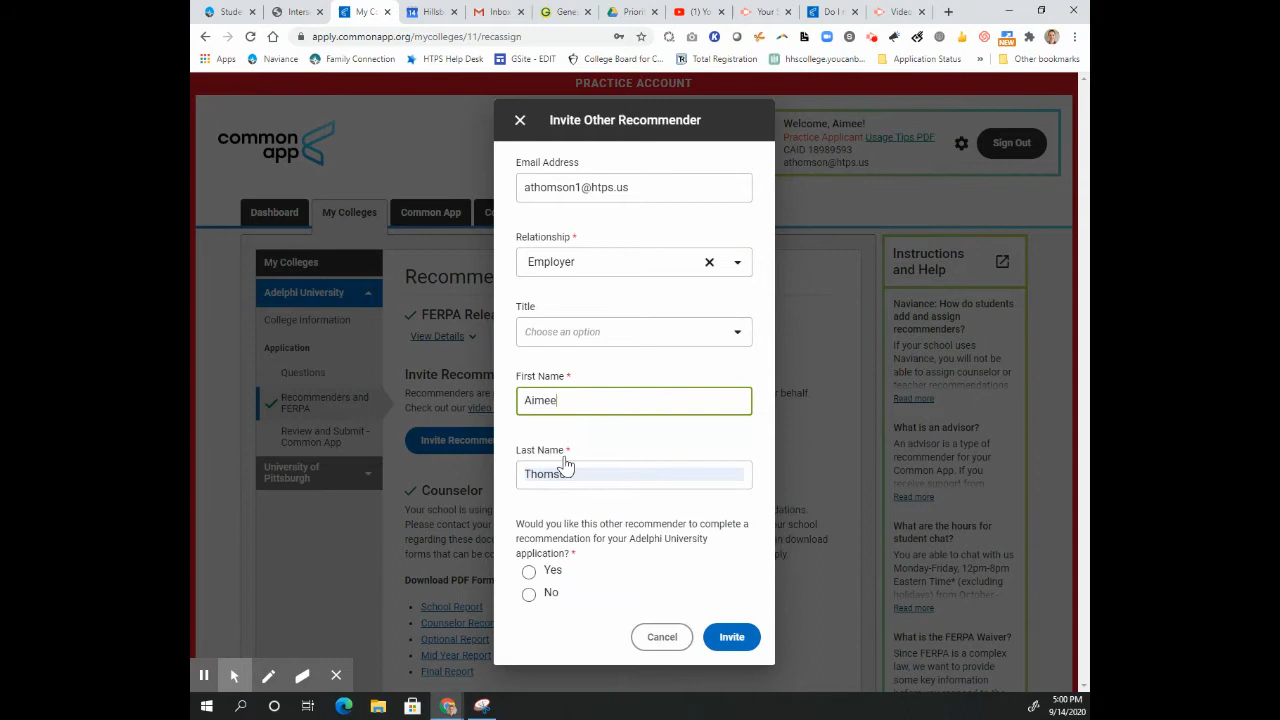 Stude
Inters
My C
Hillsb
Inbox
Gene
Priorit
(1) Yo
Your S
Do I n
Video
apply.commonapp.org/mycolleges/11/recassign
NEW
Apps
Naviance
Family Connection
HTPS Help Desk
GSite - EDIT
College Board for C...
Total Registration
hhscollege.youcanb...
Application Status
»
Other bookmarks
PRACTICE ACCOUNT
common
app
Welcome, Aimee!
Practice Applicant Usage Tips PDF
CAID 18989593
athomson@htps.us
Sign Out
Dashboard
My Colleges
Common App
My Colleges
Adelphi University
College Information
Application
Questions
Recommenders and
FERPA
Review and Submit -
Common App
University of
Pittsburgh
Recomme
FERPA Relea
View Details
Invite Recomm
Recommenders are
behalf.
Check out our video
Invite Recomme
Counselor
Your school is using
ndations.
Please contact your
school
regarding these doc
download
forms that can be co
ply.
Download PDF Form
School Report
Counselor Recor
Optional Report
Mid Year Report
Final Report
Invite Other Recommender
Email Address
athomson1@htps.us
Relationship *
Employer
Title
Choose an option
First Name *
Aimee
Last Name *
Would you like this other recommender to complete a
recommendation for your Adelphi University
application? *
Yes
No
Cancel
Invite
Instructions
and Help
Naviance: How do students
add and assign
recommenders?
If your school uses
Naviance, you will not be
able to assign counselor or
teacher recommenders
Read more
What is an advisor?
An advisor is a type of
recommender for your
Common App. If you
receive support from
Read more
What are the hours for
student chat?
You are able to chat with us
Monday-Friday, 12pm-8pm
Eastern Time* (excluding
holidays) from October-
Read more
What is the FERPA Waiver?
Since FERPA is a complex
law, we want to provide
some key information
5:00 PM
9/14/2020